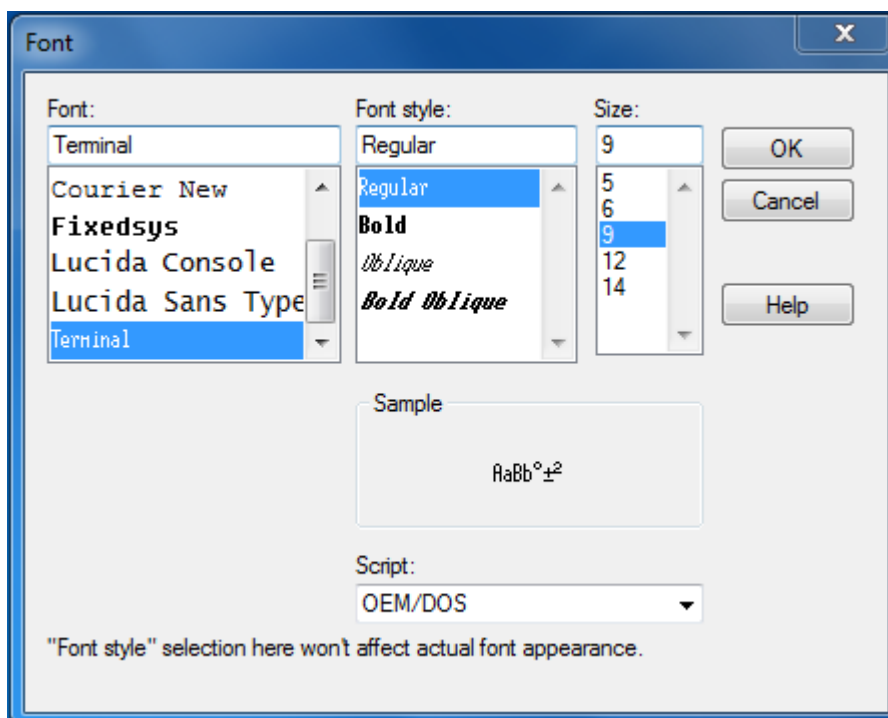 Font
X
Font:
Terminal
Courier New
Fixedsys
Lucida Console
Lucida Sans Type
Terminal
Font style:
Regular
Regular
Bold
Oblique
Bold Oblique
Size:
9
5
6
9
12
14
OK
Cancel
Help
Sample
AaBb°±²
Script:
OEM/DOS
"Font style" selection here won't affect actual font appearance.